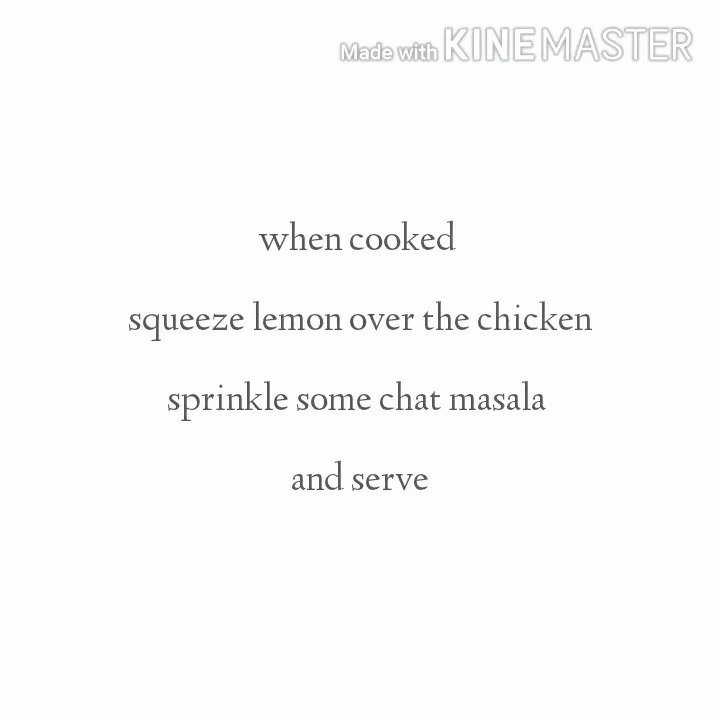 Made with KINEMASTER
when cooked
squeeze lemon over the chicken
sprinkle some chat masala
and serve